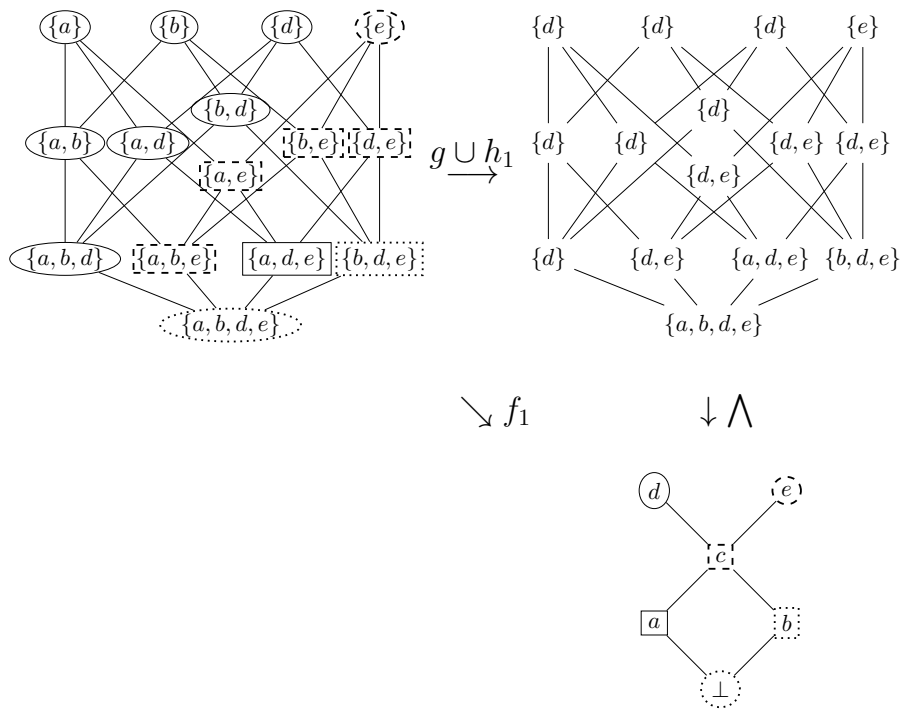 {a} {b} {d} {e} {d} {d} {d} {e}
{b, d} {d}
{a, b} {a, d} {b, e} {d, e} {d} {d} {d, e} {d, e}
g ∪ h₁
⟶
{a, e} {d, e}
{a, b, d} {a, b, e} {a, d, e} {b, d, e} {d} {d, e} {a, d, e} {b, d, e}
{a, b, d, e} {a, b, d, e}
↘ f₁ ↓ ⋀
d e
c
a b
⊥